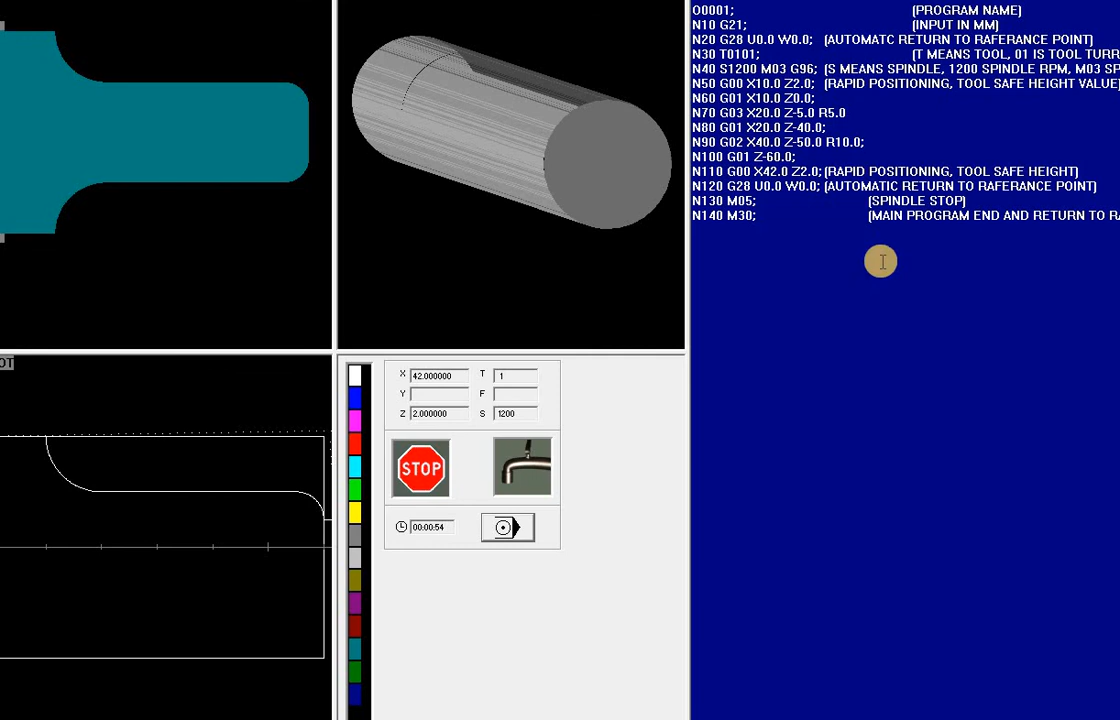 O0001; (PROGRAM NAME)
N10 G21; (INPUT IN MM)
N20 G28 U0.0 W0.0; (AUTOMATC RETURN TO RAFERANCE POINT)
N30 T0101; (T MEANS TOOL, 01 IS TOOL TURR
N40 S1200 M03 G96; (S MEANS SPINDLE, 1200 SPINDLE RPM, M03 SP
N50 G00 X10.0 Z2.0; (RAPID POSITIONING, TOOL SAFE HEIGHT VALUE)
N60 G01 X10.0 Z0.0;
N70 G03 X20.0 Z-5.0 R5.0
N80 G01 X20.0 Z-40.0;
N90 G02 X40.0 Z-50.0 R10.0;
N100 G01 Z-60.0;
N110 G00 X42.0 Z2.0; (RAPID POSITIONING, TOOL SAFE HEIGHT)
N120 G28 U0.0 W0.0; (AUTOMATIC RETURN TO RAFERANCE POINT)
N130 M05; (SPINDLE STOP)
N140 M30; (MAIN PROGRAM END AND RETURN TO RA
OT
X 42.000000 T 1
Y F
Z 2.000000 S 1200
STOP
00:00:54